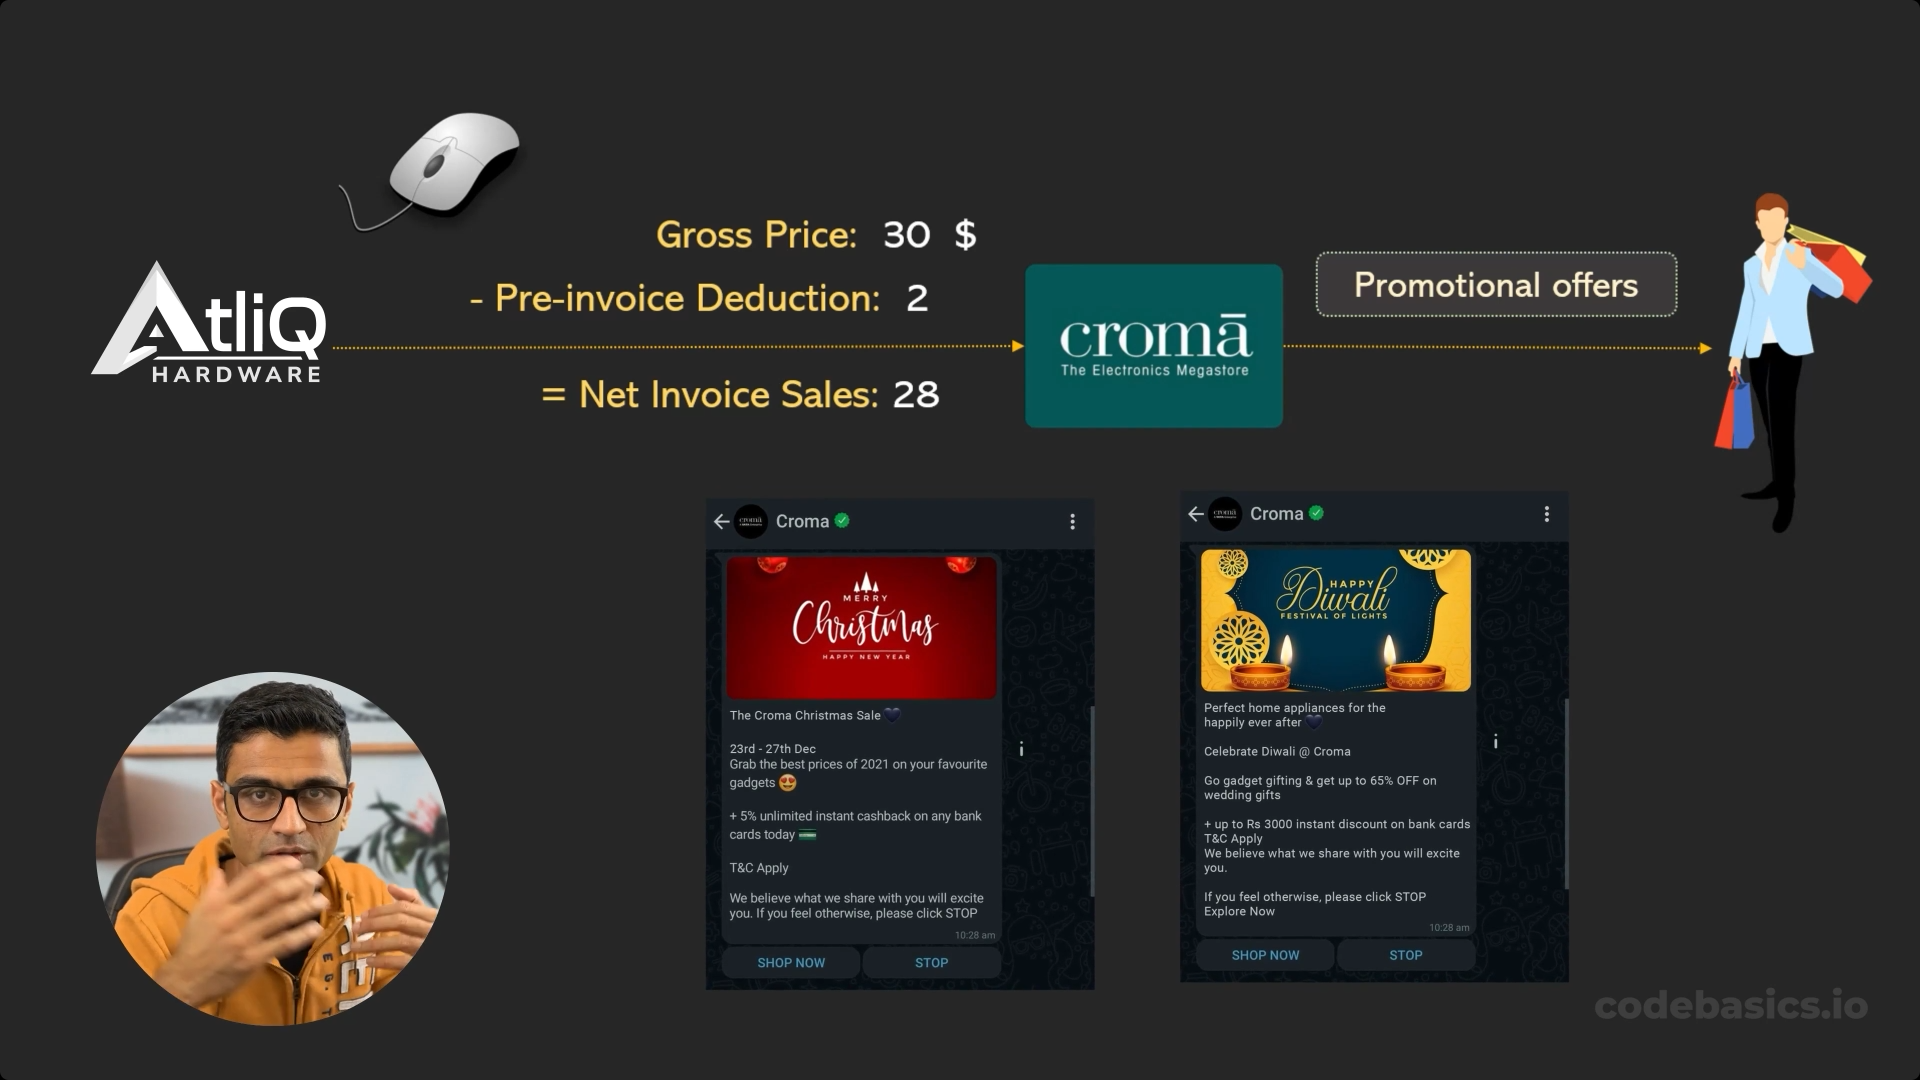 Gross Price: 30 $
- Pre-invoice Deduction: 2
= Net Invoice Sales: 28
AtliQ
HARDWARE
cromā
The Electronics Megastore
Promotional offers
Croma
MERRY
Christmas
HAPPY NEW YEAR
The Croma Christmas Sale
23rd - 27th Dec
Grab the best prices of 2021 on your favourite
gadgets 😍
+ 5% unlimited instant cashback on any bank
cards today 💳
T&C Apply
We believe what we share with you will excite
you. If you feel otherwise, please click STOP
10:28 am
SHOP NOW
STOP
Croma
HAPPY
Diwali
FESTIVAL OF LIGHTS
Perfect home appliances for the
happily ever after
Celebrate Diwali @ Croma
Go gadget gifting & get up to 65% OFF on
wedding gifts
+ up to Rs 3000 instant discount on bank cards
T&C Apply
We believe what we share with you will excite
you.
If you feel otherwise, please click STOP
Explore Now
10:28 am
SHOP NOW
STOP
codebasics.io